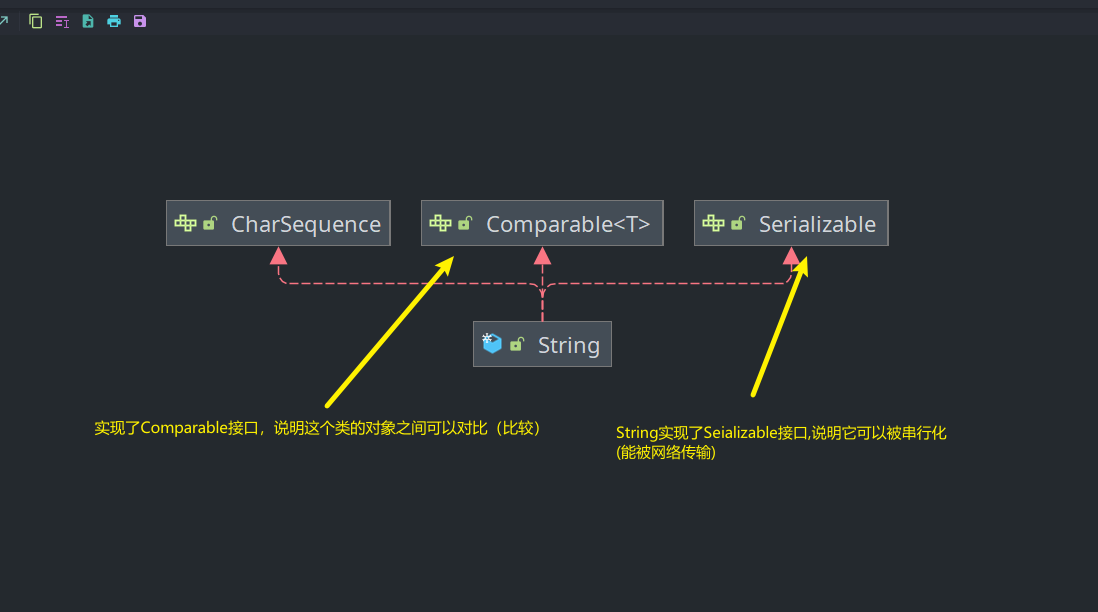 CharSequence
Comparable<T>
Serializable
String
实现了Comparable接口，说明这个类的对象之间可以对比（比较）
String实现了Seializable接口,说明它可以被串行化
(能被网络传输)